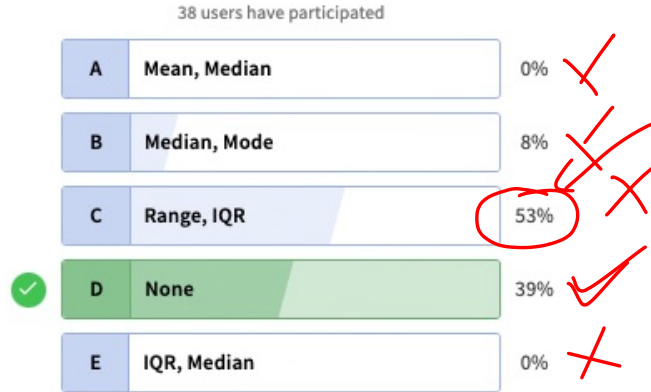 38 users have participated
A Mean, Median 0%
B Median, Mode 8%
C Range, IQR 53%
D None 39%
E IQR, Median 0%